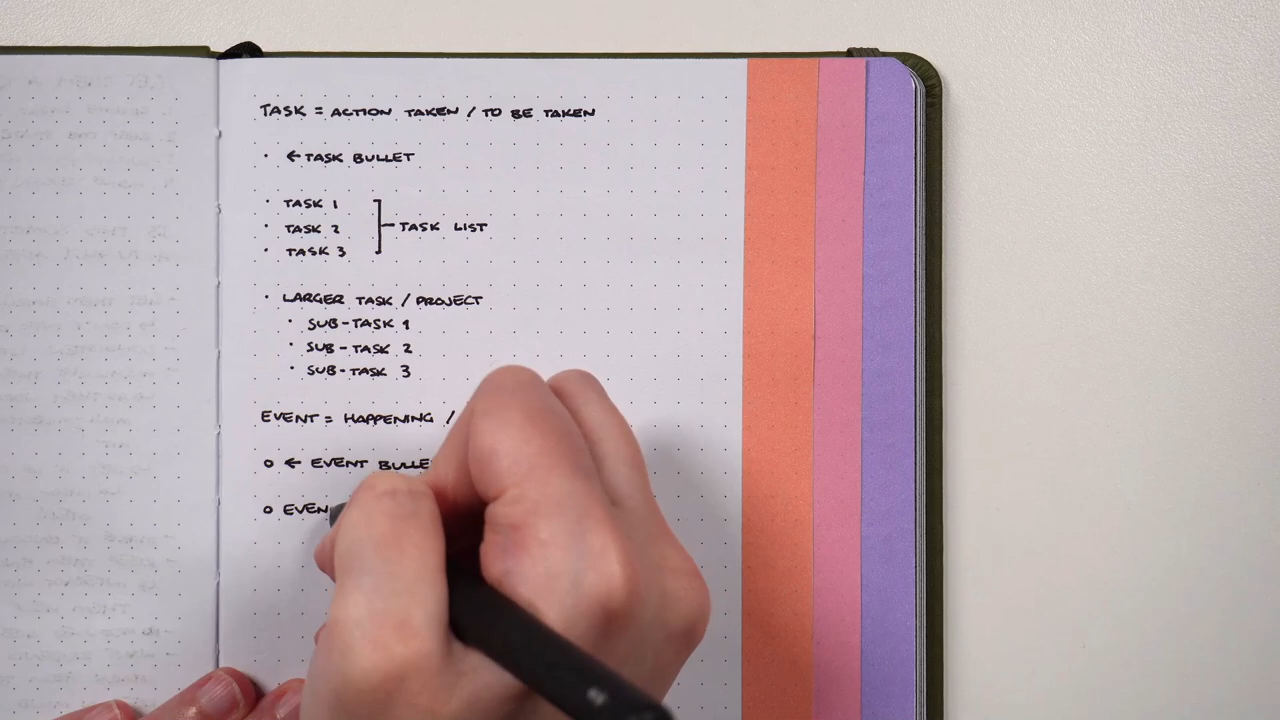 TASK = ACTION TAKEN / TO BE TAKEN
· ← TASK BULLET
· TASK 1
· TASK 2
· TASK 3
TASK LIST
· LARGER TASK / PROJECT
· SUB-TASK 1
· SUB-TASK 2
· SUB-TASK 3
EVENT = HAPPENING /
o ← EVENT BULLE
o EVEN